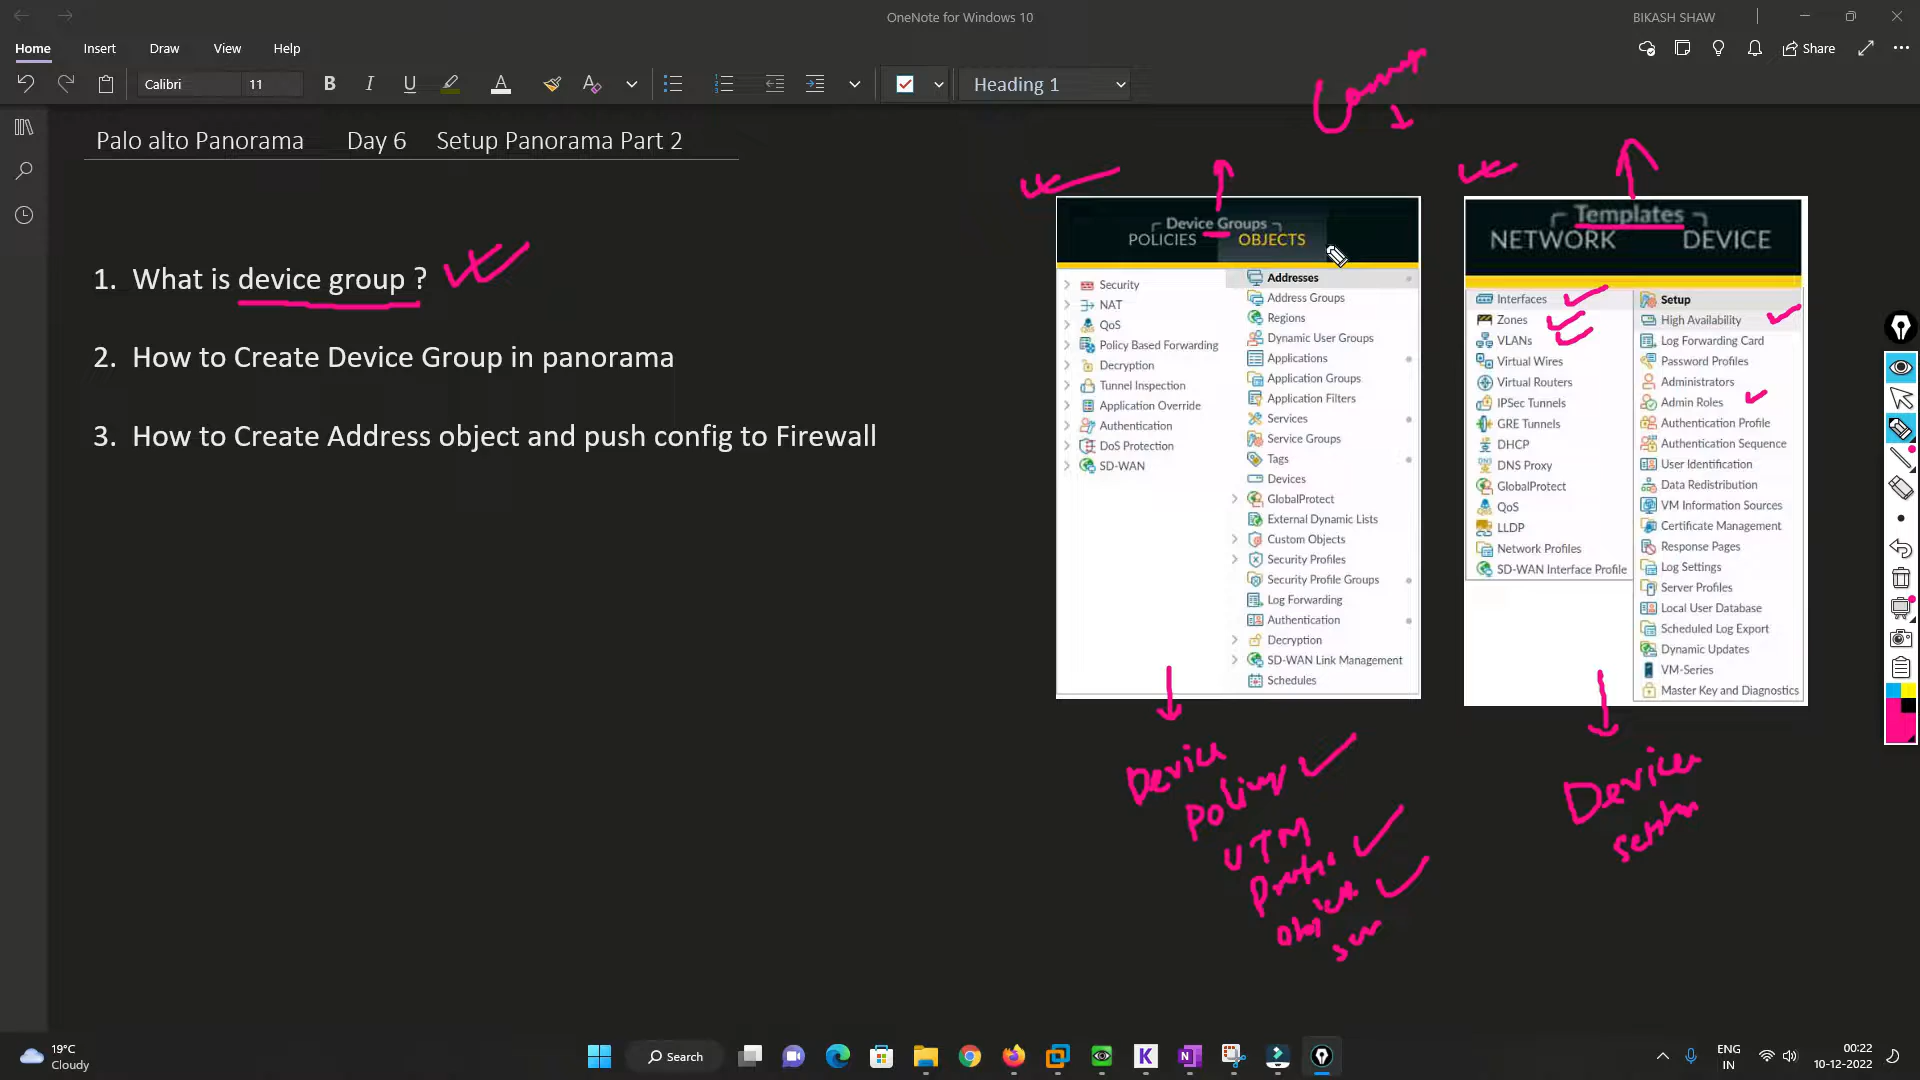 OneNote for Windows 10
BIKASH SHAW
Home Insert Draw View Help
Share
Calibri 11 B I U A A Heading 1
Palo alto Panorama Day 6 Setup Panorama Part 2
1. What is device group ?
2. How to Create Device Group in panorama
3. How to Create Address object and push config to Firewall
Device Groups
POLICIES OBJECTS
Security
NAT
QoS
Policy Based Forwarding
Decryption
Tunnel Inspection
Application Override
Authentication
DoS Protection
SD-WAN
Addresses
Address Groups
Regions
Dynamic User Groups
Applications
Application Groups
Application Filters
Services
Service Groups
Tags
Devices
GlobalProtect
External Dynamic Lists
Custom Objects
Security Profiles
Security Profile Groups
Log Forwarding
Authentication
Decryption
SD-WAN Link Management
Schedules
Templates
NETWORK DEVICE
Interfaces
Zones
VLANs
Virtual Wires
Virtual Routers
IPSec Tunnels
GRE Tunnels
DHCP
DNS Proxy
GlobalProtect
QoS
LLDP
Network Profiles
SD-WAN Interface Profile
Setup
High Availability
Log Forwarding Card
Password Profiles
Administrators
Admin Roles
Authentication Profile
Authentication Sequence
User Identification
Data Redistribution
VM Information Sources
Certificate Management
Response Pages
Log Settings
Server Profiles
Local User Database
Scheduled Log Export
Dynamic Updates
VM-Series
Master Key and Diagnostics
Device
UTM
19°C
Cloudy
Search
ENG
IN
00:22
10-12-2022